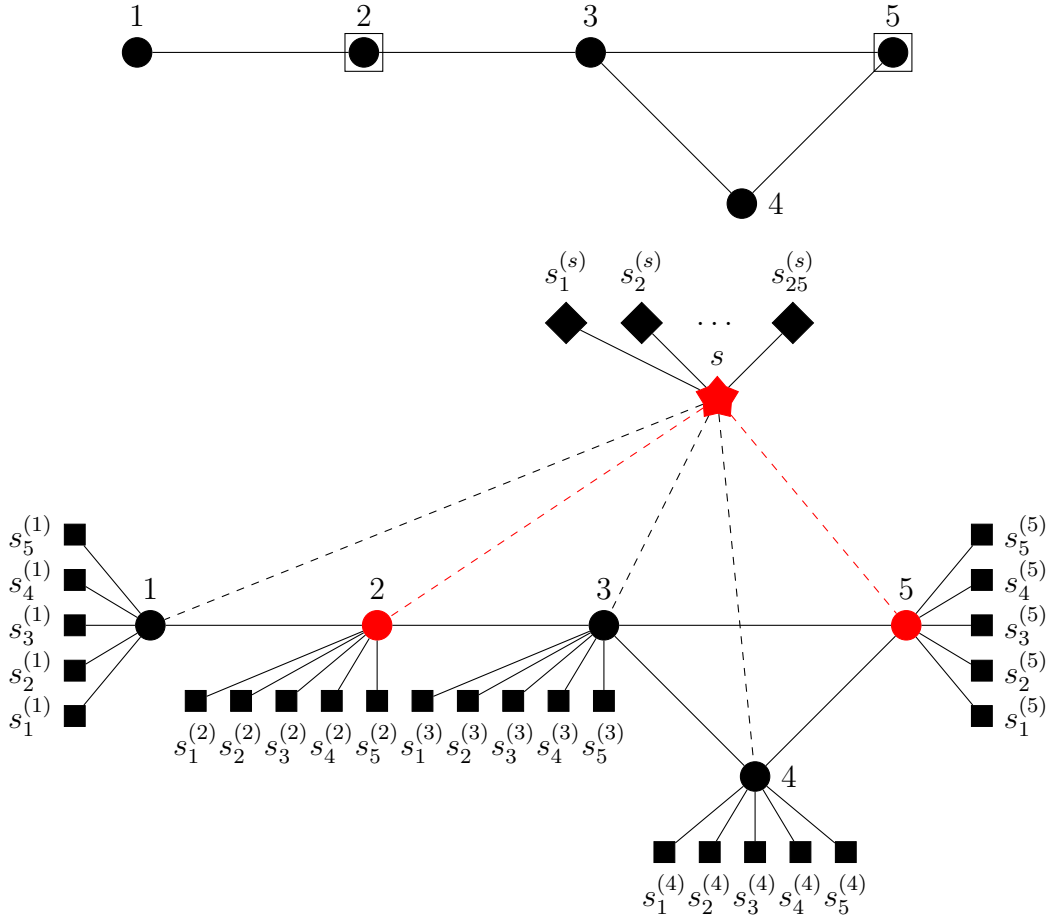 1 2 3 5
4
s_1^{(s)} s_2^{(s)} s_{25}^{(s)}
...
s
s_5^{(1)} s_5^{(5)}
s_4^{(1)} 1 2 3 5 s_4^{(5)}
s_3^{(1)} s_3^{(5)}
s_2^{(1)} s_2^{(5)}
s_1^{(1)} s_1^{(5)}
s_1^{(2)} s_2^{(2)} s_3^{(2)} s_4^{(2)} s_5^{(2)} s_1^{(3)} s_2^{(3)} s_3^{(3)} s_4^{(3)} s_5^{(3)}
4
s_1^{(4)} s_2^{(4)} s_3^{(4)} s_4^{(4)} s_5^{(4)}